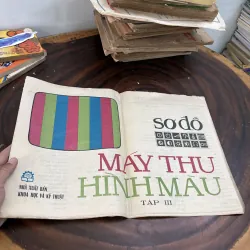 sơ đồ
MÁY THU
HÌNH MÀU
TẬP III
NHÀ XUẤT BẢN
KHOA HỌC VÀ KỸ THUẬT